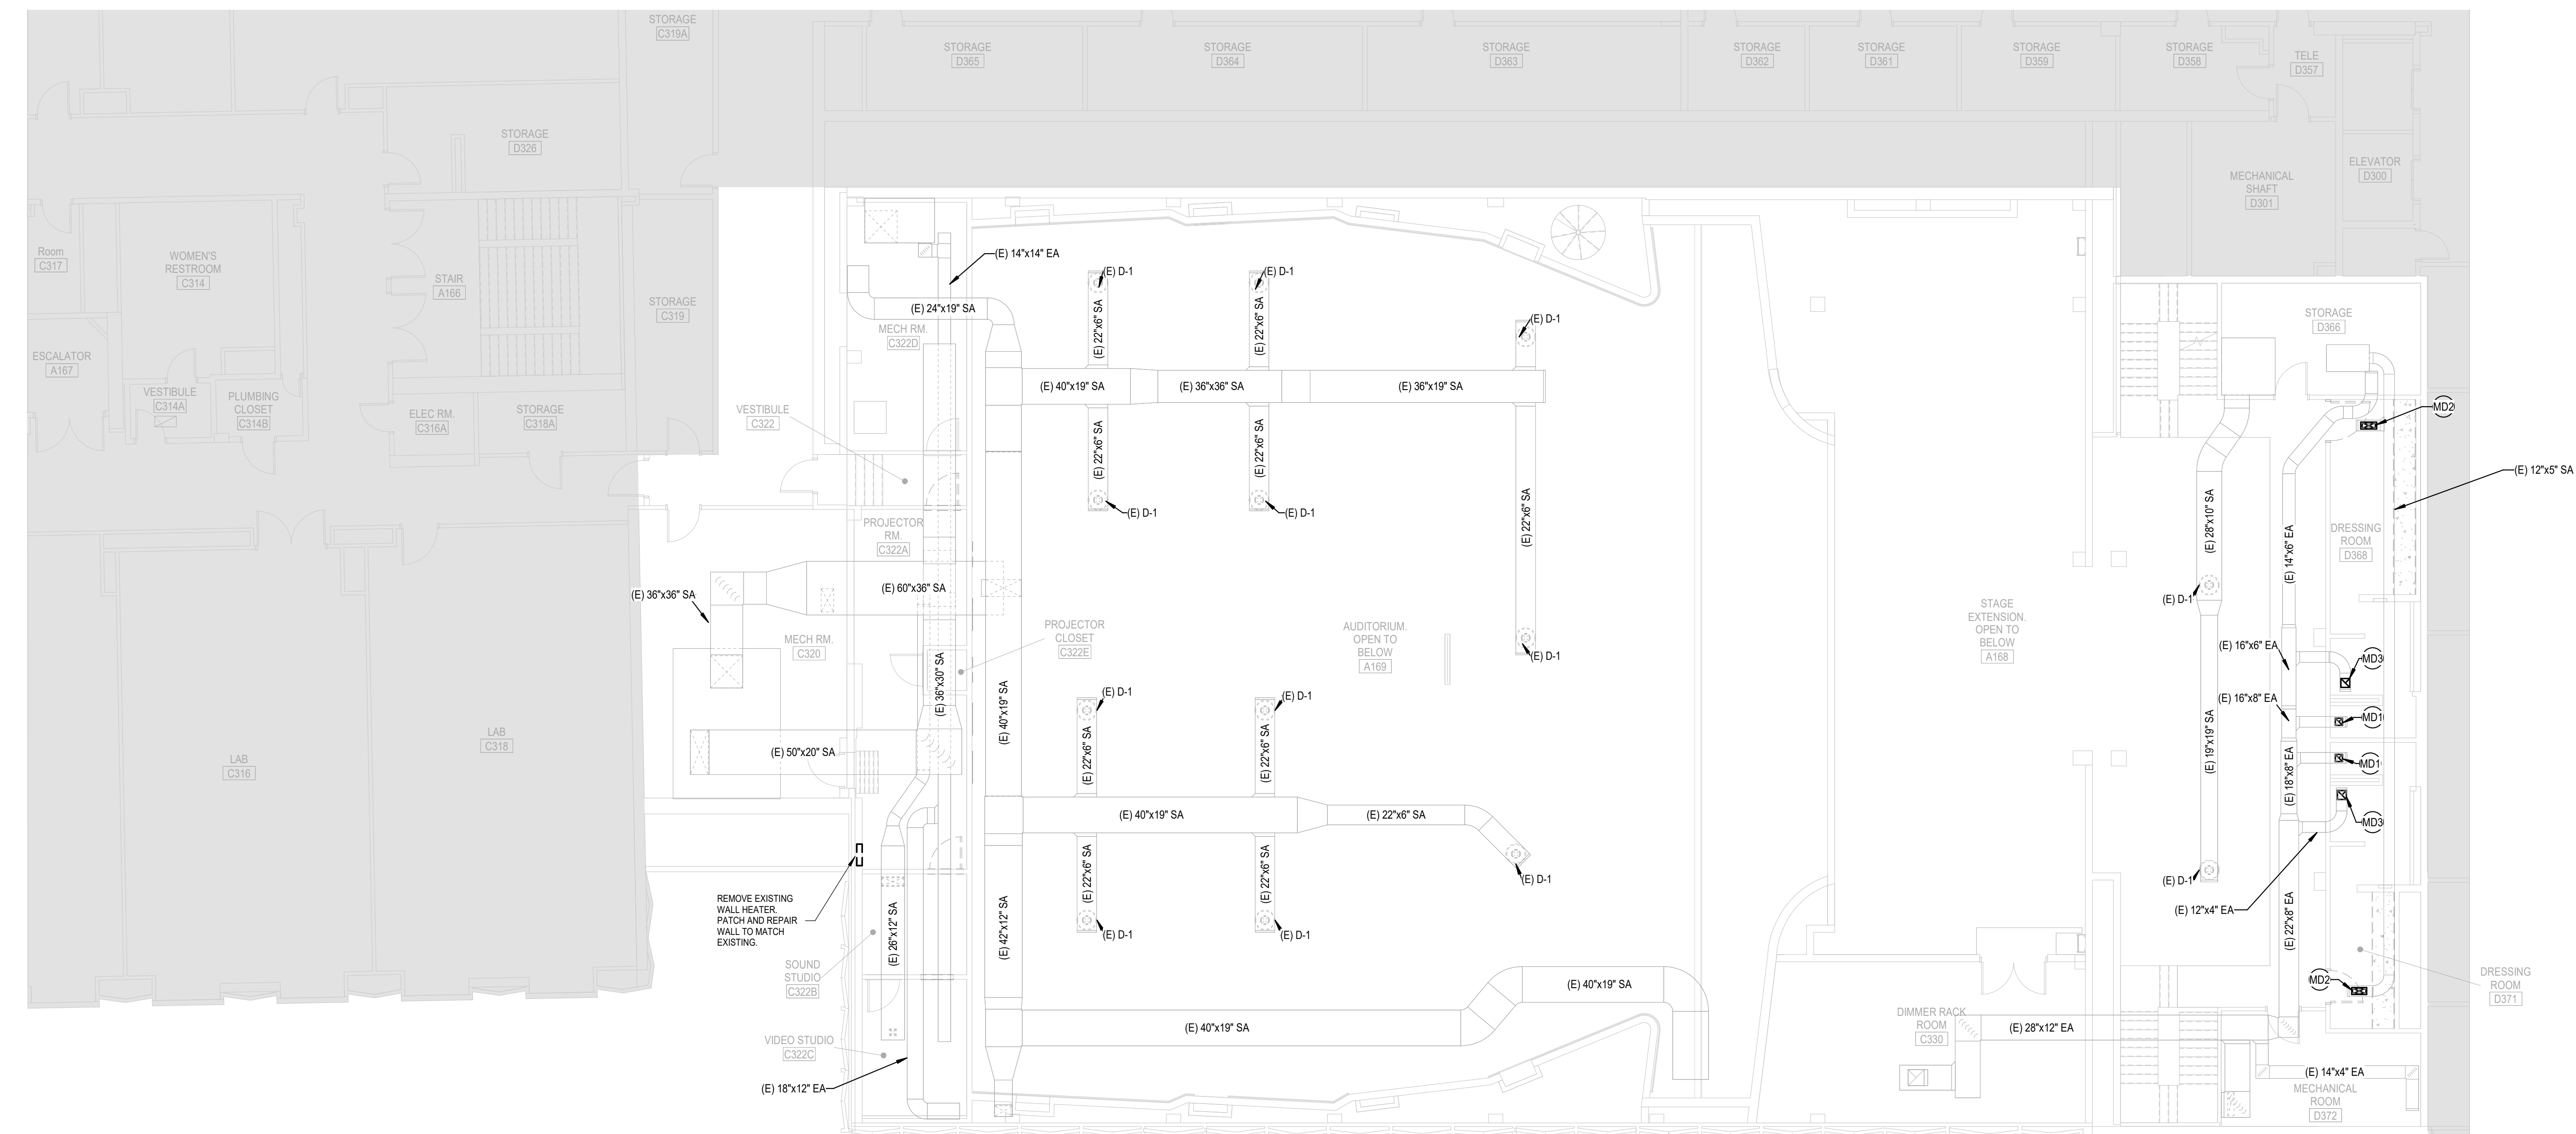 STORAGE
C319A
STORAGE
D365
STORAGE
D364
STORAGE
D363
STORAGE
D362
STORAGE
D361
STORAGE
D359
STORAGE
D358
TELE
D357
STORAGE
D326
ELEVATOR
D300
MECHANICAL
SHAFT
D301
Room
C317
WOMEN'S
RESTROOM
C314
STAIR
A166
STORAGE
C319
ESCALATOR
A167
VESTIBULE
C314A
PLUMBING
CLOSET
C314B
ELEC RM.
C316A
STORAGE
C318A
LAB
C316
LAB
C318
(E) 14"x14" EA
(E) 24"x19" SA
MECH RM.
C322D
VESTIBULE
C322
PROJECTOR
RM.
C322A
(E) 60"x36" SA
(E) 36"x36" SA
MECH RM.
C320
PROJECTOR
CLOSET
C322E
(E) 36"x30" SA
(E) 50"x20" SA
REMOVE EXISTING
WALL HEATER.
PATCH AND REPAIR
WALL TO MATCH
EXISTING.
(E) 26"x12" SA
SOUND
STUDIO
C322B
VIDEO STUDIO
C322C
(E) 18"x12" EA
(E) D-1
(E) D-1
(E) D-1
(E) 22"x6" SA
(E) 22"x6" SA
(E) 40"x19" SA
(E) 36"x36" SA
(E) 36"x19" SA
(E) 22"x6" SA
(E) 22"x6" SA
(E) 22"x6" SA
(E) D-1
(E) D-1
(E) D-1
AUDITORIUM.
OPEN TO
BELOW
A169
(E) 40"x19" SA
(E) D-1
(E) D-1
(E) 22"x6" SA
(E) 22"x6" SA
(E) 40"x19" SA
(E) 22"x6" SA
(E) 22"x6" SA
(E) 22"x6" SA
(E) D-1
(E) D-1
(E) D-1
(E) 42"x12" SA
(E) 40"x19" SA
(E) 40"x19" SA
STAGE
EXTENSION.
OPEN TO
BELOW
A168
DIMMER RACK
ROOM
C330
(E) 28"x12" EA
STORAGE
D366
MD2
(E) 12"x5" SA
(E) 28"x10" SA
(E) 14"x6" EA
DRESSING
ROOM
D368
(E) D-1
(E) 16"x6" EA
MD3
(E) 16"x8" EA
MD1
(E) 19"x19" SA
(E) 18"x8" EA
MD1
MD3
(E) D-1
(E) 12"x4" EA
(E) 22"x8" EA
MD2
DRESSING
ROOM
D371
(E) 14"x4" EA
MECHANICAL
ROOM
D372